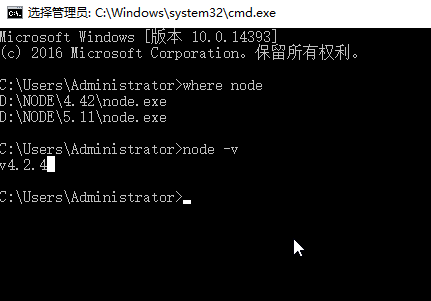 选择管理员: C:\Windows\system32\cmd.exe
Microsoft Windows [版本 10.0.14393]
(c) 2016 Microsoft Corporation。保留所有权利。
C:\Users\Administrator>where node
D:\NODE\4.42\node.exe
D:\NODE\5.11\node.exe
C:\Users\Administrator>node -v
v4.2.4
C:\Users\Administrator>